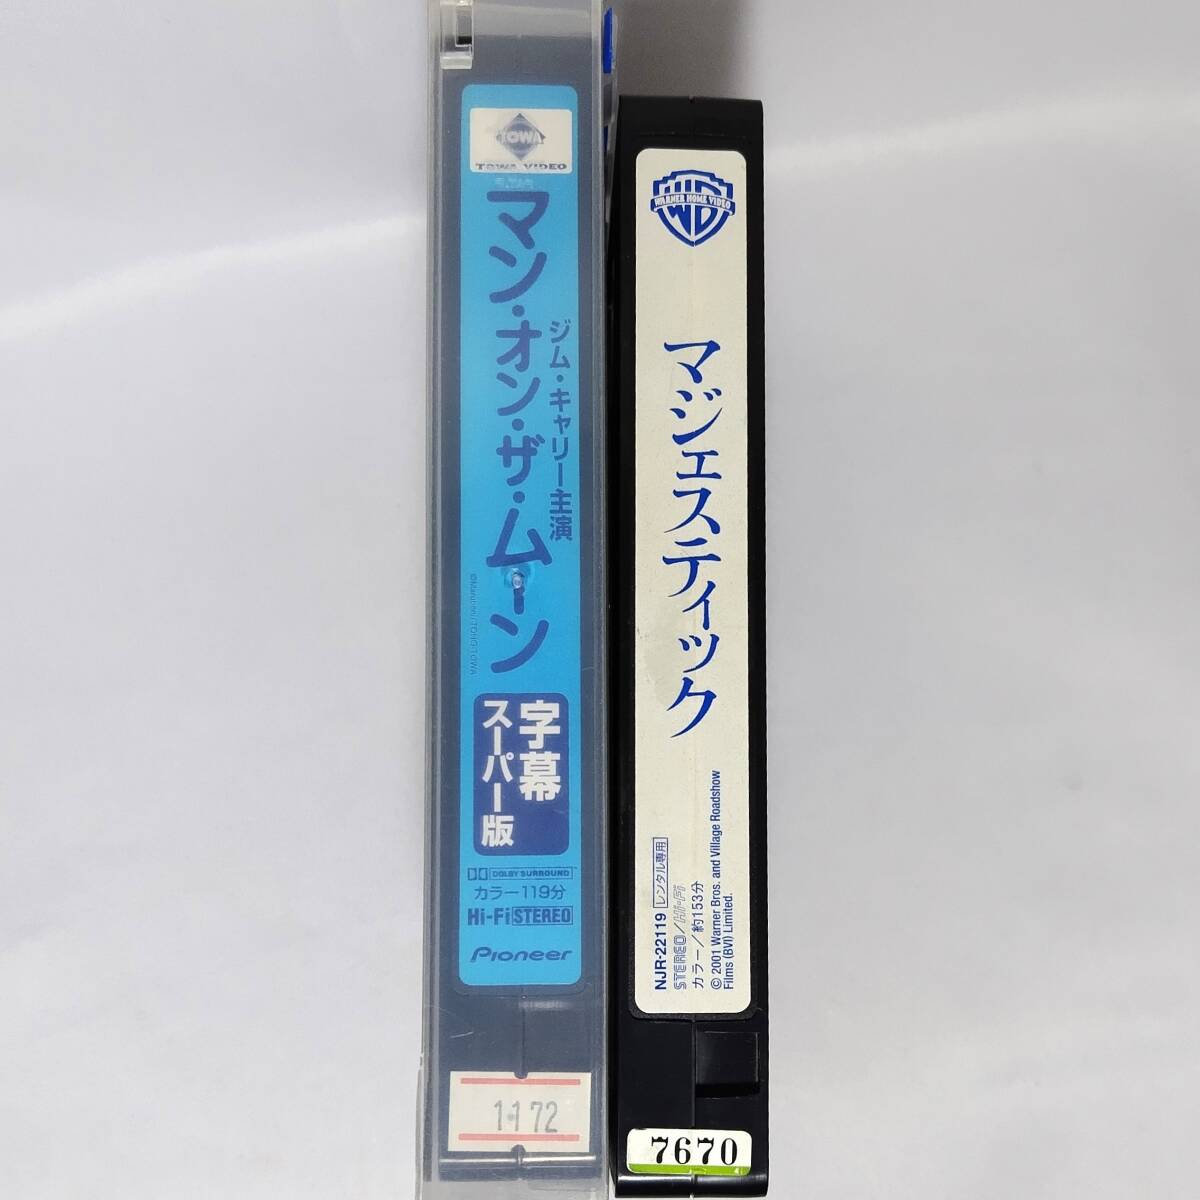 TOWA
TOWA VIDEO
マン・オン・ザ・ムーン
ジム・キャリー主演
字幕
スーパー版
DOLBY SURROUND
カラー119分
Hi-Fi STEREO
Pioneer
1172
WARNER HOME VIDEO
マジェスティック
NJR-22119 レンタル専用
STEREO/Hi-Fi
カラー/約153分
© 2001 Warner Bros. and Village Roadshow
Films (BVI) Limited.
7670